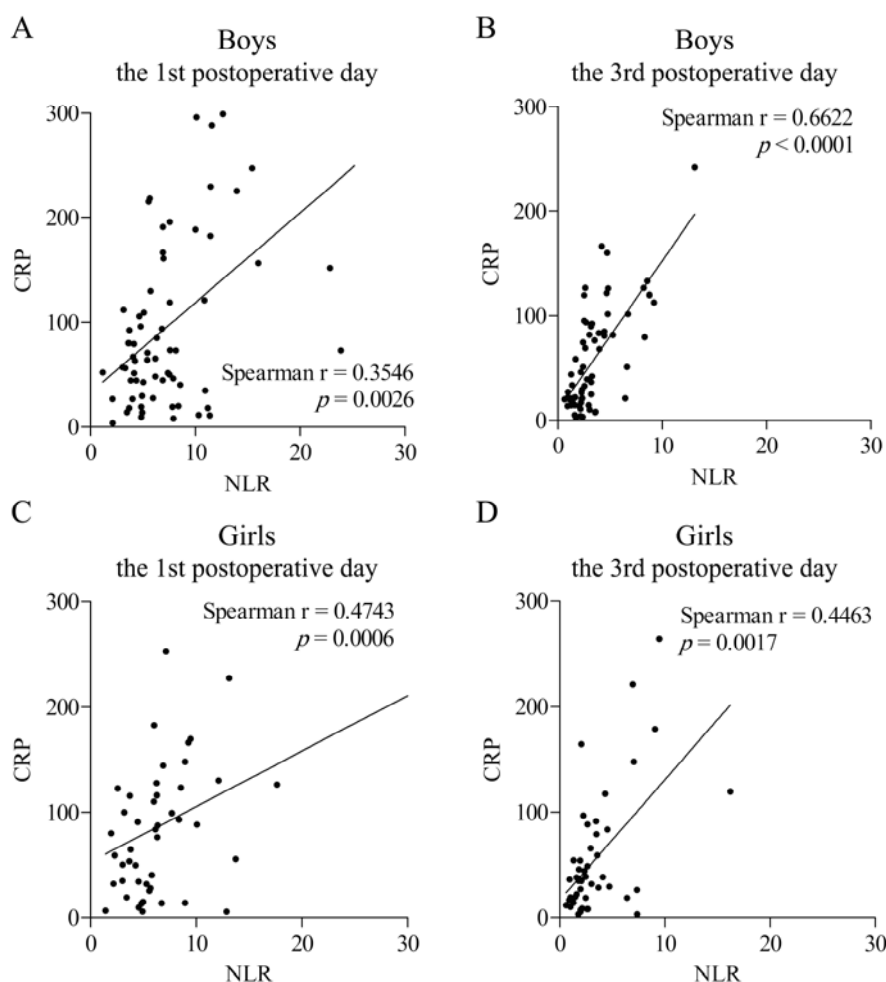 A
Boys
the 1st postoperative day
300
200
100
0
CRP
Spearman r = 0.3546
p = 0.0026
0 10 20 30
NLR
B
Boys
the 3rd postoperative day
300
200
100
0
CRP
Spearman r = 0.6622
p < 0.0001
0 10 20 30
NLR
C
Girls
the 1st postoperative day
300
200
100
0
CRP
Spearman r = 0.4743
p = 0.0006
0 10 20 30
NLR
D
Girls
the 3rd postoperative day
300
200
100
0
CRP
Spearman r = 0.4463
p = 0.0017
0 10 20 30
NLR